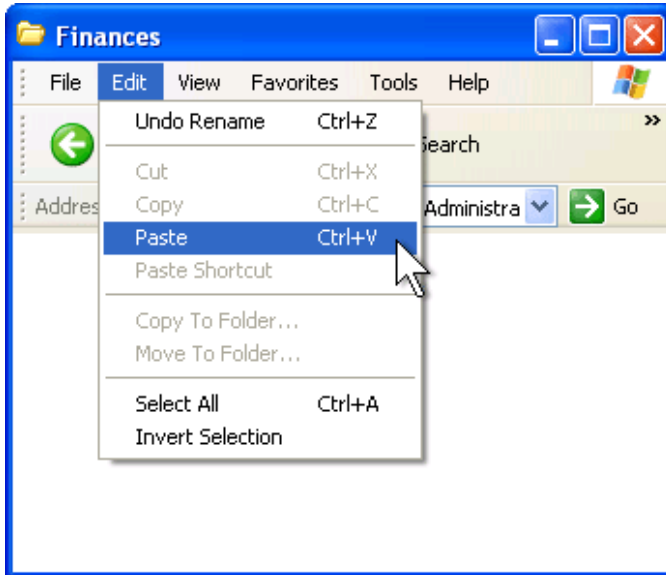 Finances
File Edit View Favorites Tools Help
Undo Rename Ctrl+Z
»
Search
Cut Ctrl+X
Addres
Copy Ctrl+C
Administra
Go
Paste Ctrl+V
Paste Shortcut
Copy To Folder...
Move To Folder...
Select All Ctrl+A
Invert Selection